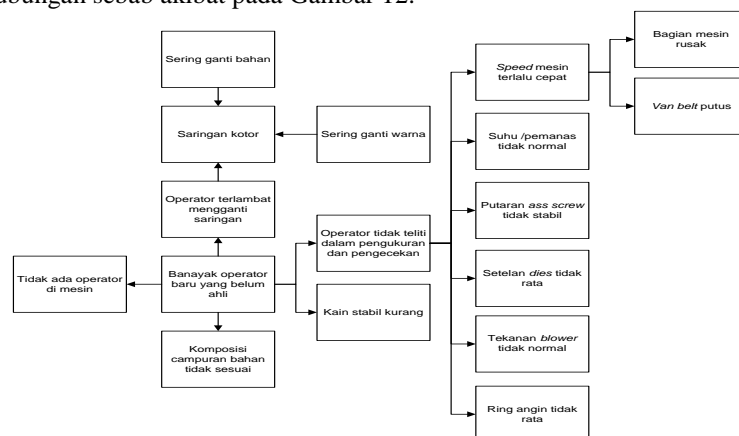 bungan sebab akibat pada Gambar 12.
Sering ganti bahan
Saringan kotor
Sering ganti warna
Operator terlambat
mengganti
saringan
Tidak ada operator
di mesin
Banayak operator
baru yang belum
ahli
Komposisi
campuran bahan
tidak sesuai
Operator tidak teliti
dalam pengukuran
dan pengecekan
Kain stabil kurang
Speed mesin
terlalu cepat
Suhu /pemanas
tidak normal
Putaran ass screw
tidak stabil
Setelan dies tidak
rata
Tekanan blower
tidak normal
Ring angin tidak
rata
Bagian mesin
rusak
Van belt putus